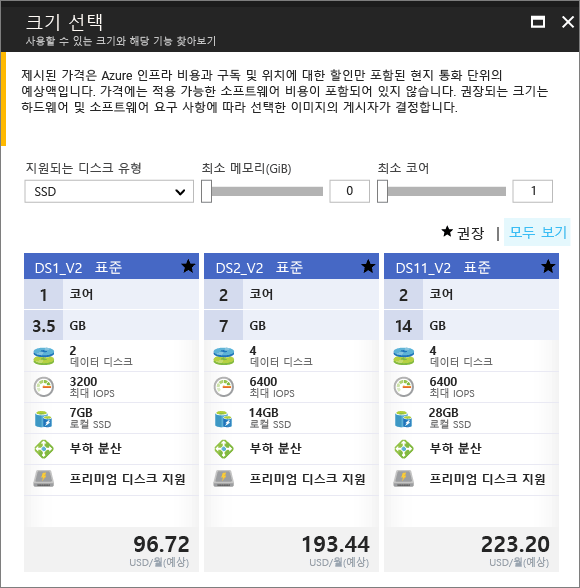 크기 선택
사용할 수 있는 크기와 해당 기능 찾아보기
제시된 가격은 Azure 인프라 비용과 구독 및 위치에 대한 할인만 포함된 현지 통화 단위의
예상액입니다. 가격에는 적용 가능한 소프트웨어 비용이 포함되어 있지 않습니다. 권장되는 크기는
하드웨어 및 소프트웨어 요구 사항에 따라 선택한 이미지의 게시자가 결정합니다.
지원되는 디스크 유형 최소 메모리(GiB) 최소 코어
SSD 0 1
★ 권장 | 모두 보기
DS1_V2 표준 ★ DS2_V2 표준 ★ DS11_V2 표준 ★
1 코어 2 코어 2 코어
3.5 GB 7 GB 14 GB
2 4 4
데이터 디스크 데이터 디스크 데이터 디스크
3200 6400 6400
최대 IOPS 최대 IOPS 최대 IOPS
7GB 14GB 28GB
로컬 SSD 로컬 SSD 로컬 SSD
부하 분산 부하 분산 부하 분산
프리미엄 디스크 지원 프리미엄 디스크 지원 프리미엄 디스크 지원
96.72 193.44 223.20
USD/월(예상) USD/월(예상) USD/월(예상)